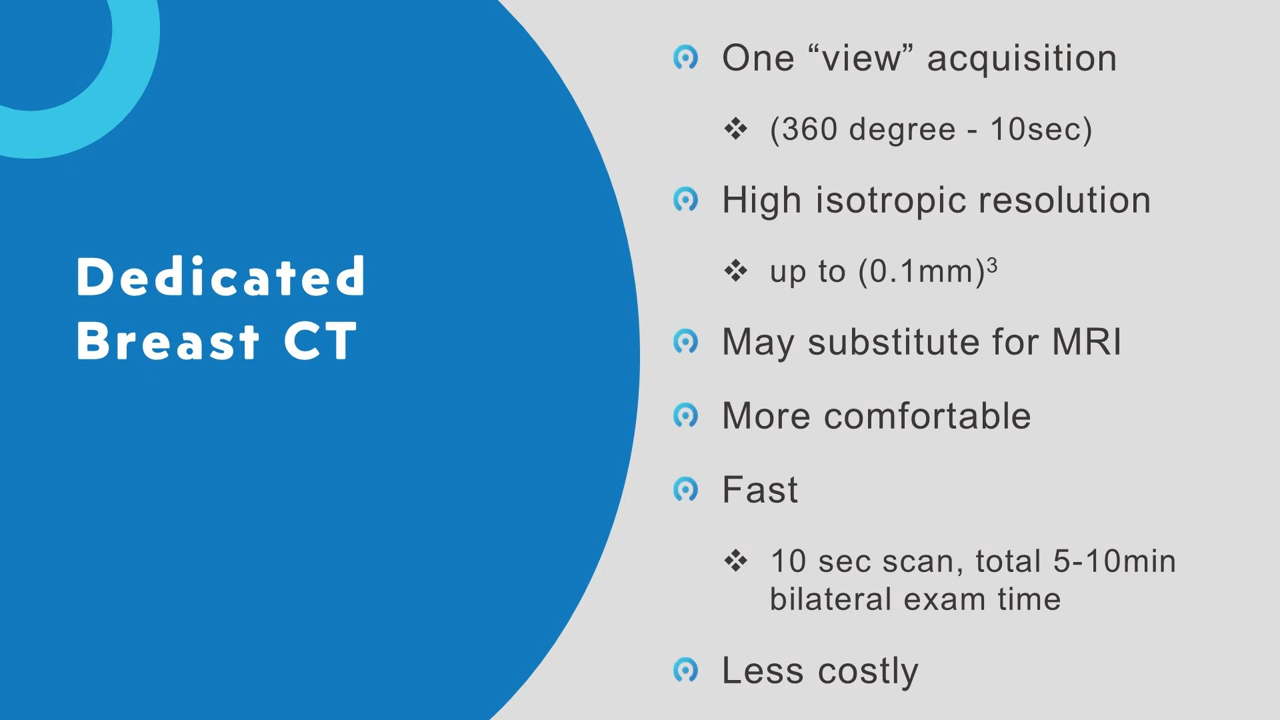 Dedicated
Breast CT
One “view” acquisition
(360 degree - 10sec)
High isotropic resolution
up to (0.1mm)³
May substitute for MRI
More comfortable
Fast
10 sec scan, total 5-10min
bilateral exam time
Less costly